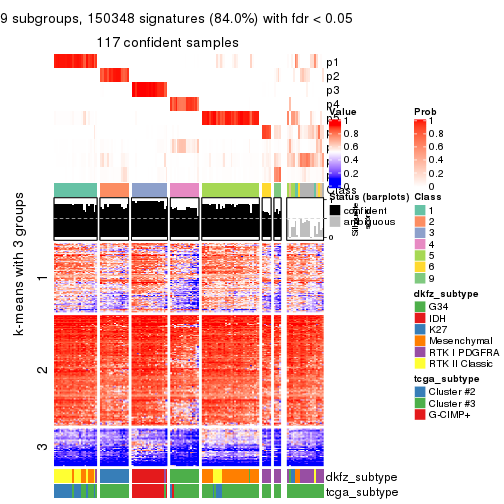 9 subgroups, 150348 signatures (84.0%) with fdr < 0.05
117 confident samples
p1
p2
p3
p4
Class
k-means with 3 groups
1
2
3
Value
1
0.8
0.6
0.4
0.2
0
Prob
1
0.8
0.6
0.4
0.2
0
Status (barplots)
confident
ambiguous
0
Class
1
2
3
4
5
6
9
dkfz_subtype
G34
IDH
K27
Mesenchymal
RTK I PDGFRA
RTK II Classic
tcga_subtype
Cluster #2
Cluster #3
G-CIMP+
dkfz_subtype
tcga_subtype